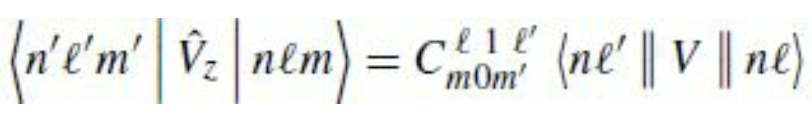 ⟨n′ℓ′m′ | V̂_z | nℓm⟩ = C^{ℓ 1 ℓ′}_{m0m′} ⟨nℓ′ ∥ V ∥ nℓ⟩